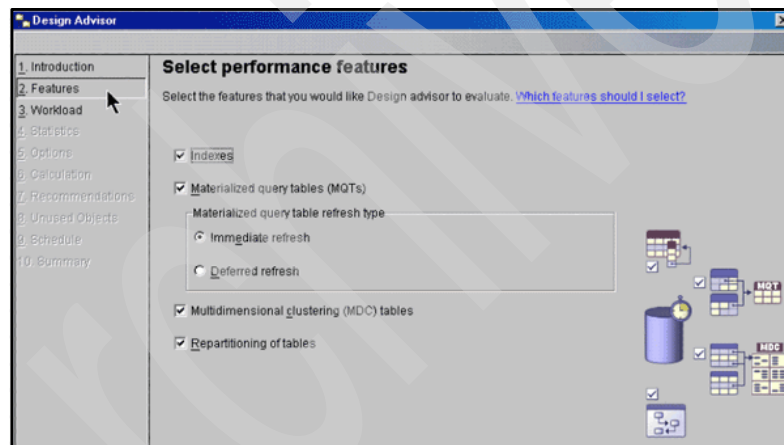 Design Advisor
1. Introduction
2. Features
3. Workload
4. Statistics
5. Options
6. Calculation
7. Recommendations
8. Unused Objects
9. Schedule
10. Summary
Select performance features
Select the features that you would like Design advisor to evaluate. Which features should I select?
Indexes
Materialized query tables (MQTs)
Materialized query table refresh type
Immediate refresh
Deferred refresh
Multidimensional clustering (MDC) tables
Repartitioning of tables
MQT
MDC